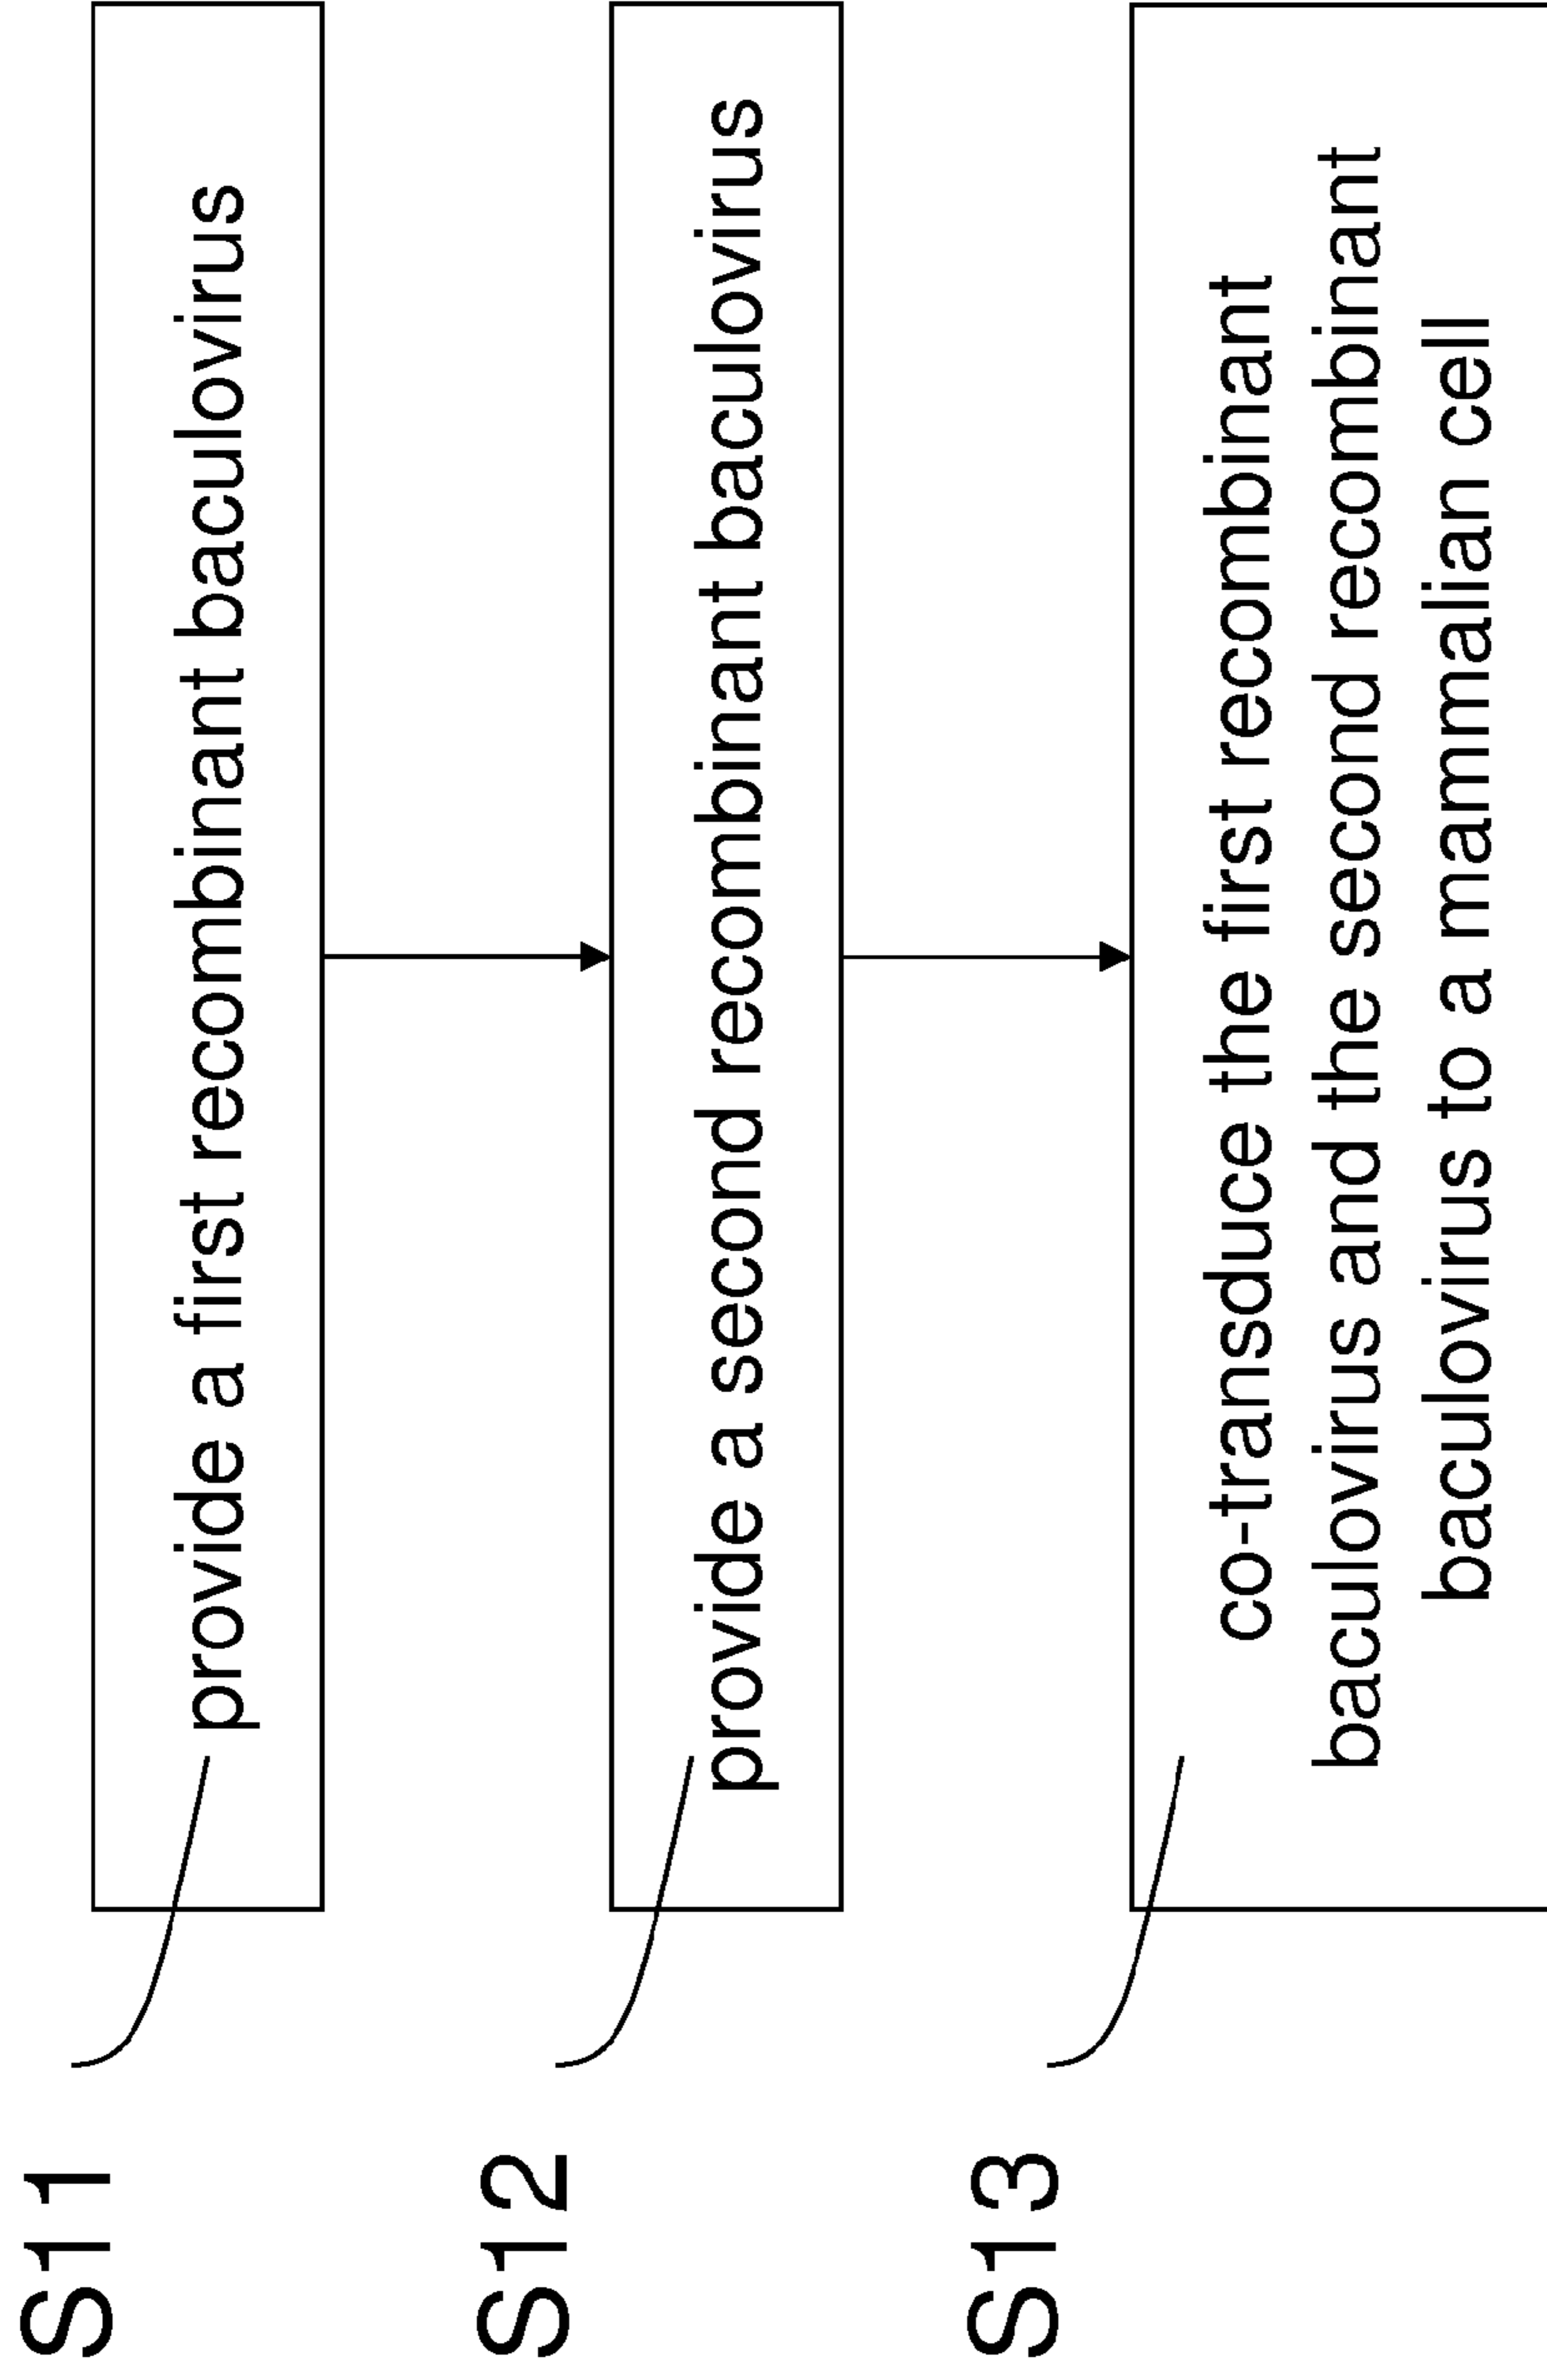 S11
provide a first recombinant baculovirus
S12
provide a second recombinant baculovirus
S13
co-transduce the first recombinant
baculovirus and the second recombinant
baculovirus to a mammalian cell